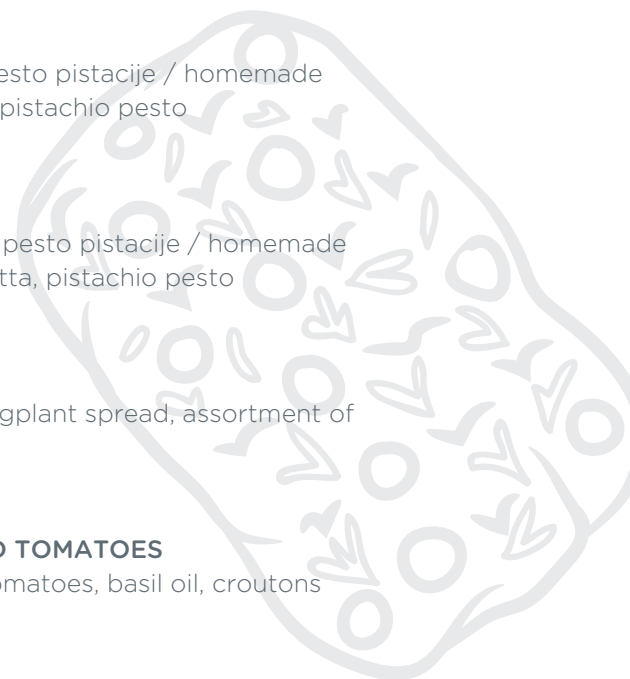 esto pistacije / homemade
pistachio pesto
pesto pistacije / homemade
tta, pistachio pesto
gplant spread, assortment of
D TOMATOES
omatoes, basil oil, croutons